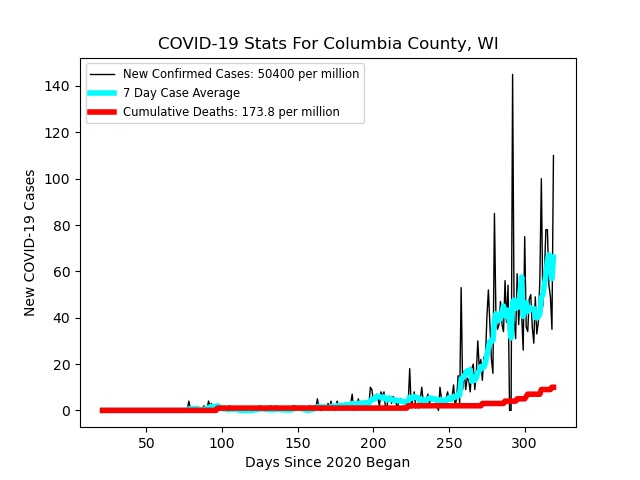 COVID-19 Stats For Columbia County, WI
New Confirmed Cases: 50400 per million
7 Day Case Average
Cumulative Deaths: 173.8 per million
New COVID-19 Cases
140
120
100
80
60
40
20
0
50
100
150
200
250
300
Days Since 2020 Began